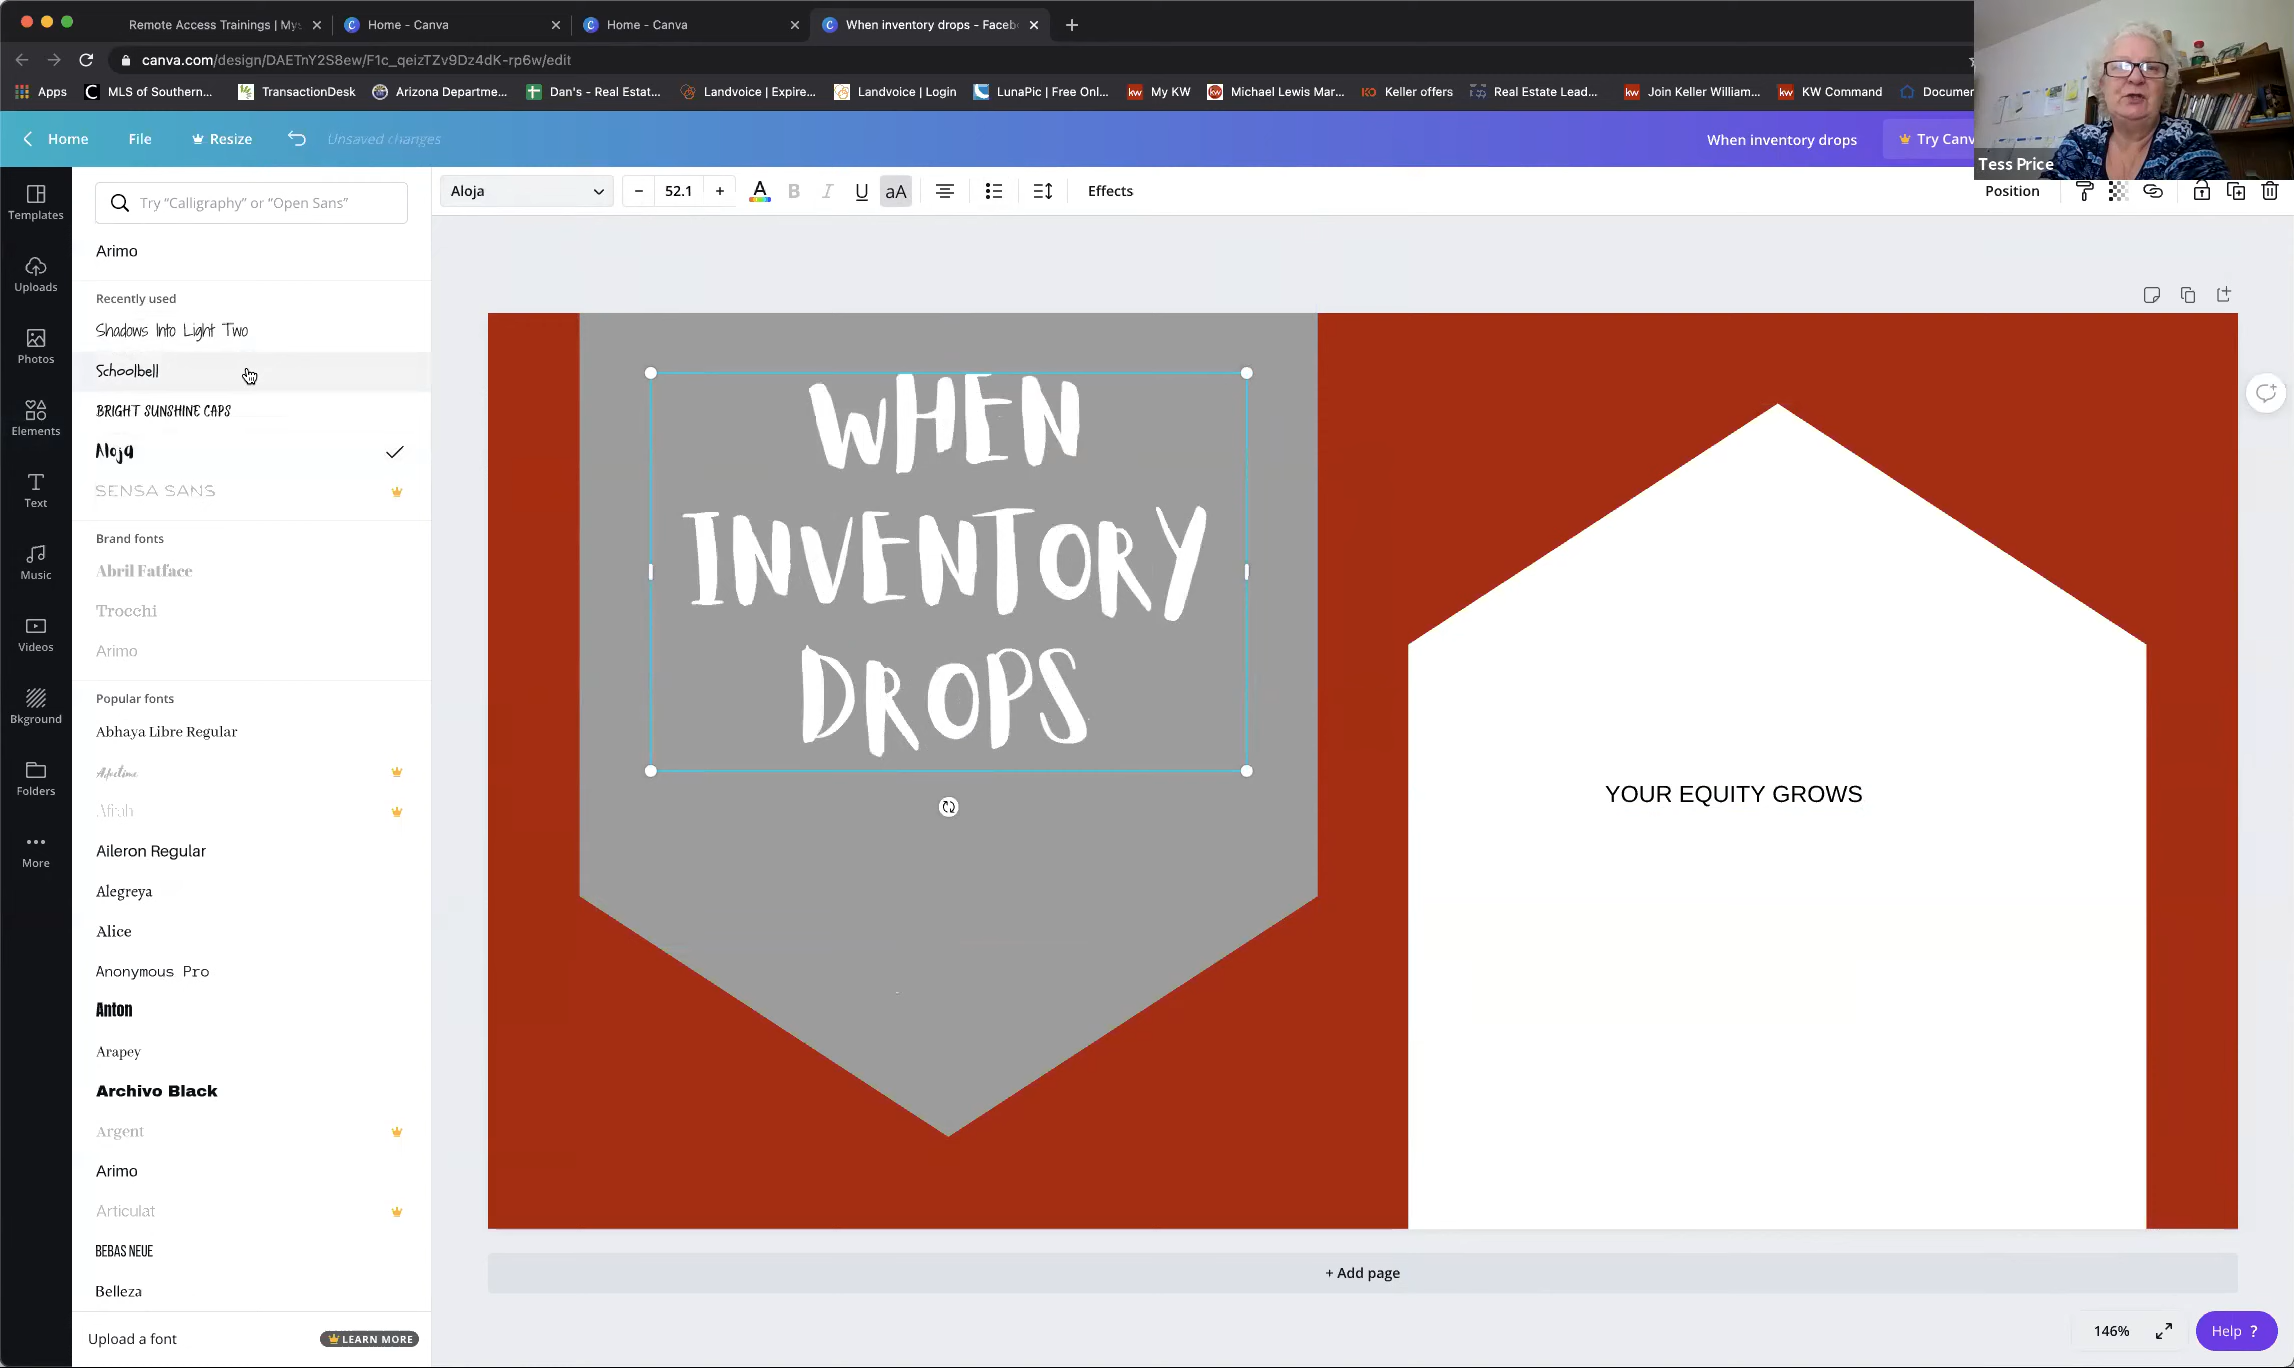 Remote Access Trainings | Mys
Home - Canva
Home - Canva
When inventory drops - Faceb
canva.com/design/DAETnY2S8ew/F1c_qeizTZv9Dz4dK-rp6w/edit
Apps
MLS of Southern...
TransactionDesk
Arizona Departme...
Dan's - Real Estat...
Landvoice | Expire...
Landvoice | Login
LunaPic | Free Onl...
My KW
Michael Lewis Mar...
Keller offers
Real Estate Lead...
Join Keller William...
KW Command
Documen
Home
File
Resize
Unsaved changes
When inventory drops
Try Canv
Tess Price
Templates
Uploads
Photos
Elements
Text
Music
Videos
Bkground
Folders
More
Try "Calligraphy" or "Open Sans"
Arimo
Recently used
Shadows Into Light Two
Schoolbell
BRIGHT SUNSHINE CAPS
Aloja
SENSA SANS
Brand fonts
Abril Fatface
Trocchi
Arimo
Popular fonts
Abhaya Libre Regular
Afirah
Aileron Regular
Alegreya
Alice
Anonymous Pro
Anton
Arapey
Archivo Black
Argent
Arimo
Articulat
BEBAS NEUE
Belleza
Upload a font
LEARN MORE
Aloja
− 52.1 +
A
B
I
U
aA
Effects
Position
WHEN
INVENTORY
DROPS
YOUR EQUITY GROWS
+ Add page
146%
Help ?